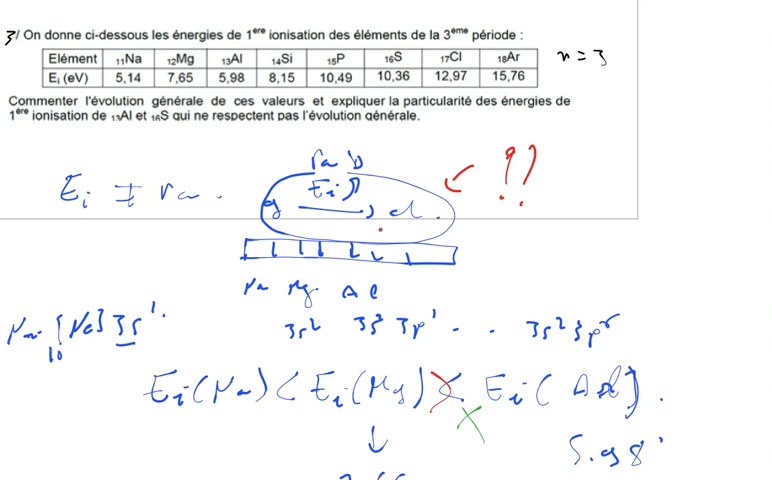 3/ On donne ci-dessous les énergies de 1ère ionisation des éléments de la 3ème période :
n = 3
Elément 11Na 12Mg 13Al 14Si 15P 16S 17Cl 18Ar
Ei (eV) 5,14 7,65 5,98 8,15 10,49 10,36 12,97 15,76
Commenter l'évolution générale de ces valeurs et expliquer la particularité des énergies de
1ère ionisation de 13Al et 16S qui ne respectent pas l'évolution générale.
ra
Ei ra.
Ei
!!
Na Mg Al
Na [Ne] 3s¹
10
3s² 3s² 3p¹ . . 3s² 3p⁶
Ei(Na) < Ei(Mg) < Ei(Al).
5.98